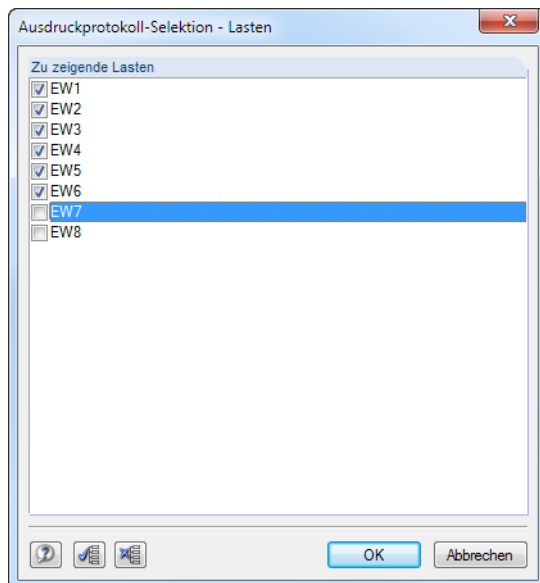 Ausdruckprotokoll-Selektion - Lasten
Zu zeigende Lasten
EW1
EW2
EW3
EW4
EW5
EW6
EW7
EW8
OK
Abbrechen